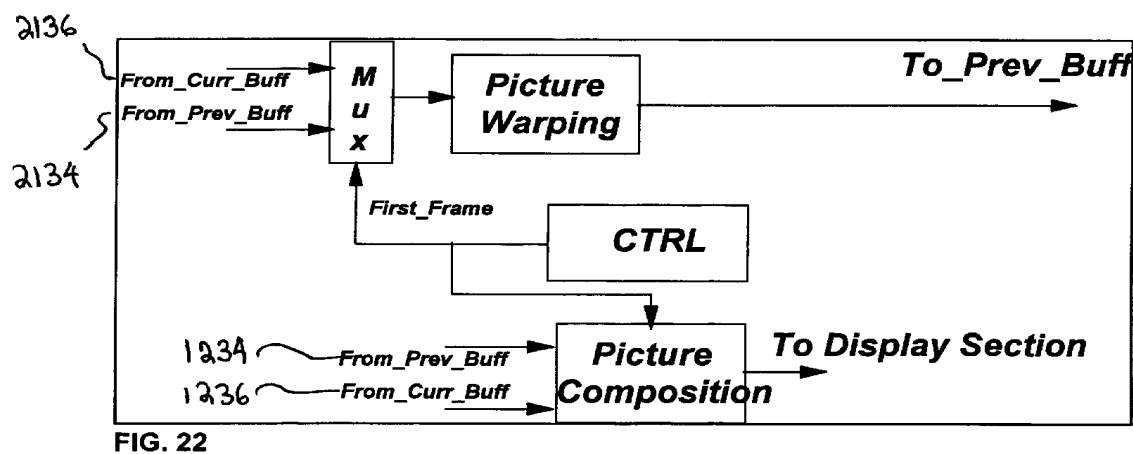 2136
From_Curr_Buff
From_Prev_Buff
2134
M
u
x
Picture
Warping
To_Prev_Buff
First_Frame
CTRL
1234
From_Prev_Buff
1236
From_Curr_Buff
Picture
Composition
To Display Section
FIG. 22